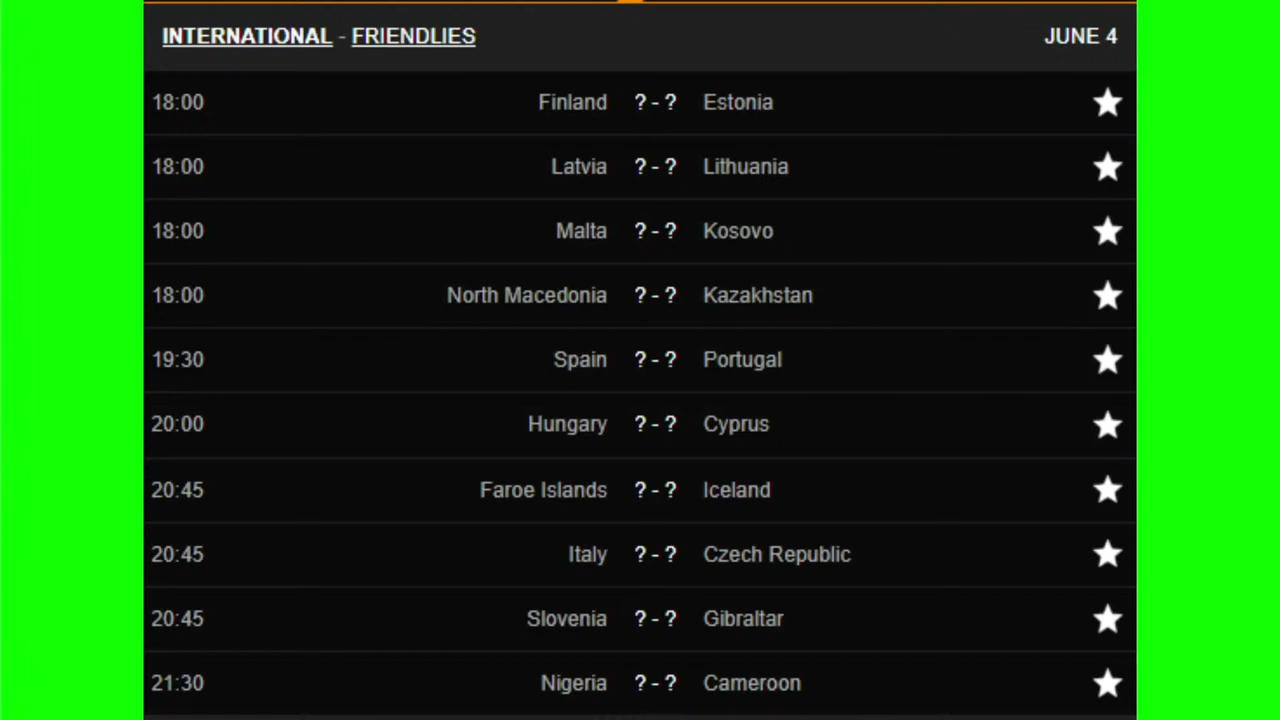 INTERNATIONAL - FRIENDLIES JUNE 4
18:00 Finland ? - ? Estonia
18:00 Latvia ? - ? Lithuania
18:00 Malta ? - ? Kosovo
18:00 North Macedonia ? - ? Kazakhstan
19:30 Spain ? - ? Portugal
20:00 Hungary ? - ? Cyprus
20:45 Faroe Islands ? - ? Iceland
20:45 Italy ? - ? Czech Republic
20:45 Slovenia ? - ? Gibraltar
21:30 Nigeria ? - ? Cameroon